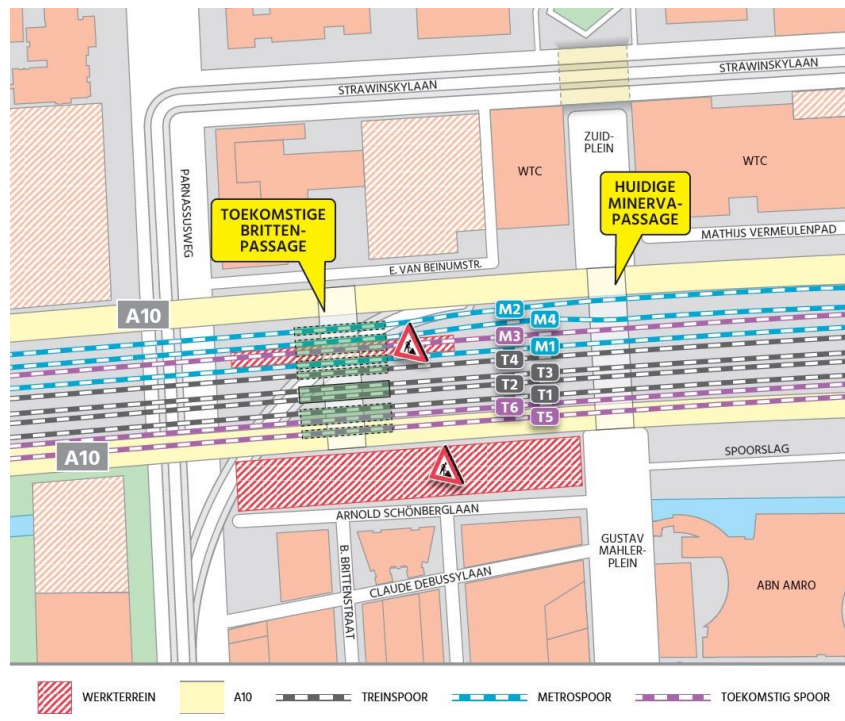 STRAWINSKYLAAN
STRAWINSKYLAAN
ZUID-
PLEIN
WTC
WTC
PARNASSUSWEG
TOEKOMSTIGE
BRITTEN-
PASSAGE
HUIDIGE
MINERVA-
PASSAGE
MATHIJS VERMEULENPAD
E. VAN BEINUMSTR.
A10
M2
M4
M3
M1
T4
T3
T2
T1
T6
T5
A10
SPOORSLAG
ARNOLD SCHÖNBERGLAAN
GUSTAV
MAHLER-
PLEIN
B. BRITTENSTRAAT
CLAUDE DEBUSSYLAAN
ABN AMRO
WERKTERREIN
A10
TREINSPOOR
METROSPOOR
TOEKOMSTIG SPOOR